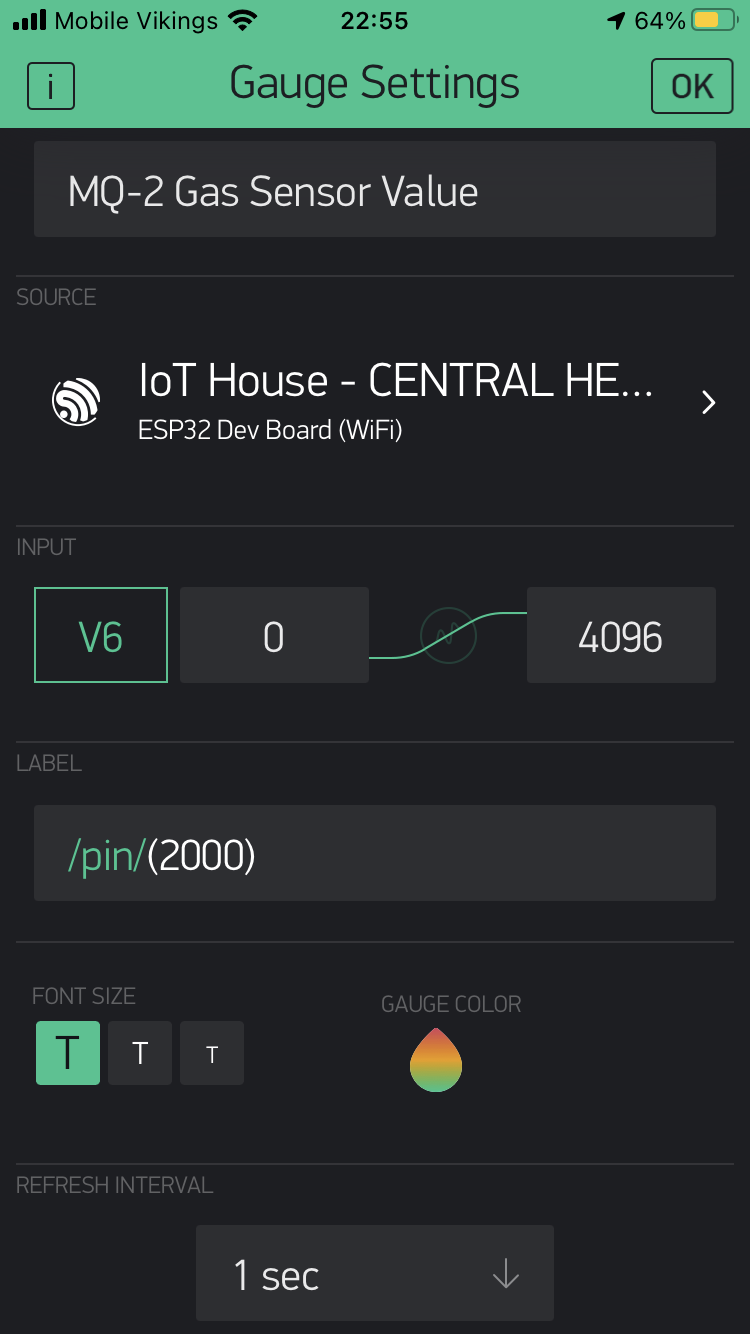 Mobile Vikings 22:55 64%
i Gauge Settings OK
MQ-2 Gas Sensor Value
SOURCE
IoT House - CENTRAL HE...
ESP32 Dev Board (WiFi)
INPUT
V6 0 4096
LABEL
/pin/(2000)
FONT SIZE GAUGE COLOR
T T T
REFRESH INTERVAL
1 sec